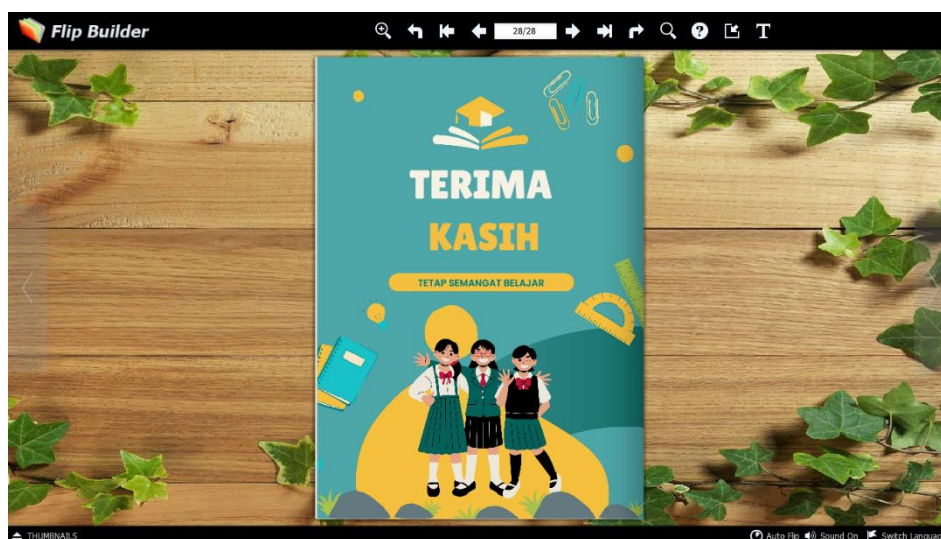 Flip Builder
28/28
T
TERIMA
KASIH
TETAP SEMANGAT BELAJAR
THUMBNAILS
Auto Flip Sound On Switch Languag